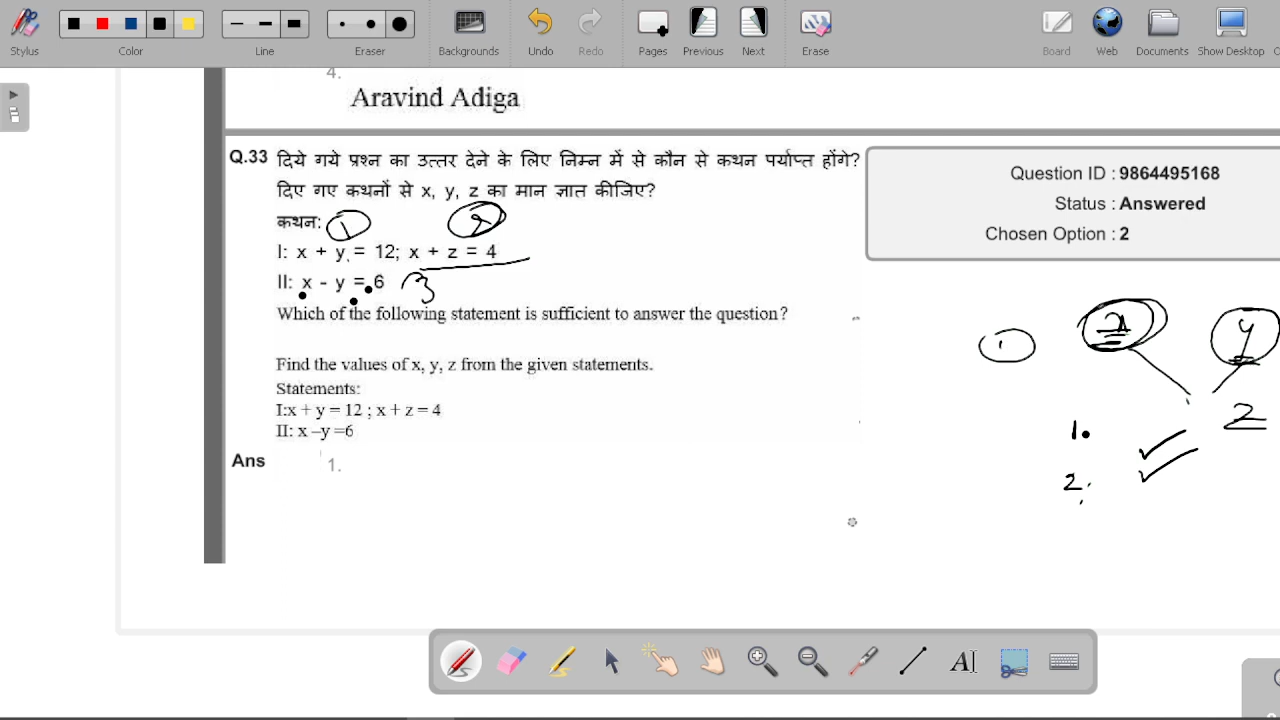 Stylus Color Line Eraser Backgrounds Undo Redo Pages Previous Next Erase Board Web Documents Show Desktop
4.
Aravind Adiga
Q.33 दिये गये प्रश्न का उत्तर देने के लिए निम्न में से कौन से कथन पर्याप्त होंगे?
दिए गए कथनों से x, y, z का मान ज्ञात कीजिए?
कथन: 1 2
I: x + y = 12; x + z = 4
II: x - y = 6 3
Which of the following statement is sufficient to answer the question?
Find the values of x, y, z from the given statements.
Statements:
I:x + y = 12 ; x + z = 4
II: x –y =6
Ans 1.
Question ID : 9864495168
Status : Answered
Chosen Option : 2
1 x y
z
1.
2.
A